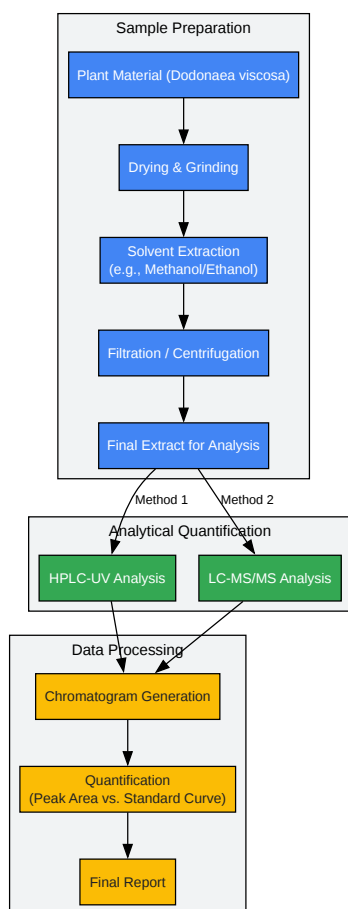 Sample Preparation
Plant Material (Dodonaea viscosa)
Drying & Grinding
Solvent Extraction
(e.g., Methanol/Ethanol)
Filtration / Centrifugation
Final Extract for Analysis
Method 1
Method 2
Analytical Quantification
HPLC-UV Analysis
LC-MS/MS Analysis
Data Processing
Chromatogram Generation
Quantification
(Peak Area vs. Standard Curve)
Final Report